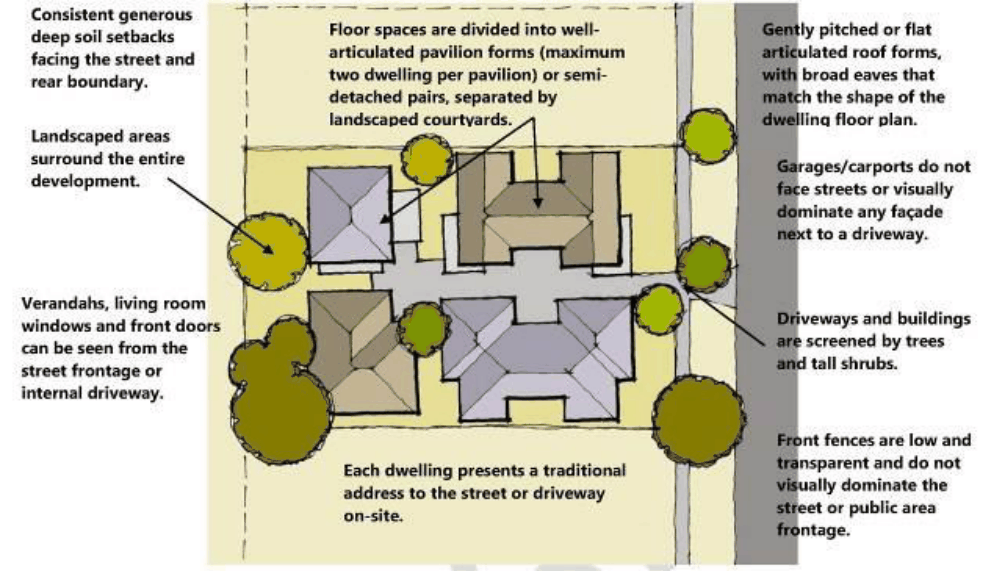 Consistent generous
deep soil setbacks
facing the street and
rear boundary.
Landscaped areas
surround the entire
development.
Verandahs, living room
windows and front doors
can be seen from the
street frontage or
internal driveway.
Floor spaces are divided into well-
articulated pavilion forms (maximum
two dwelling per pavilion) or semi-
detached pairs, separated by
landscaped courtyards.
Each dwelling presents a traditional
address to the street or driveway
on-site.
Gently pitched or flat
articulated roof forms,
with broad eaves that
match the shape of the
dwelling floor plan.
Garages/carports do not
face streets or visually
dominate any façade
next to a driveway.
Driveways and buildings
are screened by trees
and tall shrubs.
Front fences are low and
transparent and do not
visually dominate the
street or public area
frontage.